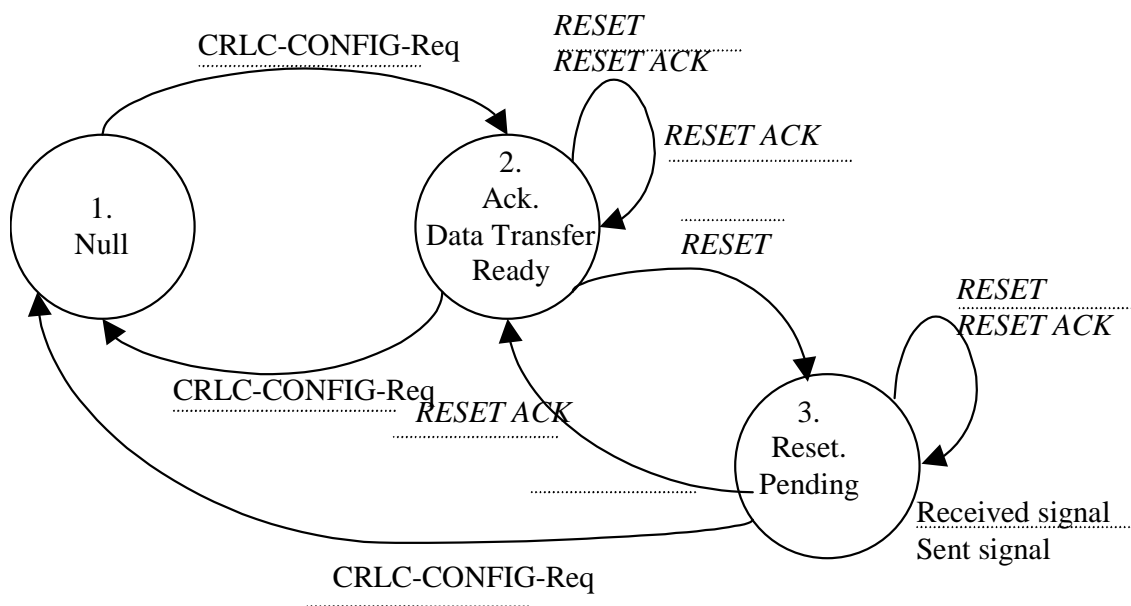 CRLC-CONFIG-Req
RESET
RESET ACK
RESET ACK
1.
Null
2.
Ack.
Data Transfer
Ready
RESET
RESET
RESET ACK
CRLC-CONFIG-Req
RESET ACK
3.
Reset.
Pending
Received signal
Sent signal
CRLC-CONFIG-Req